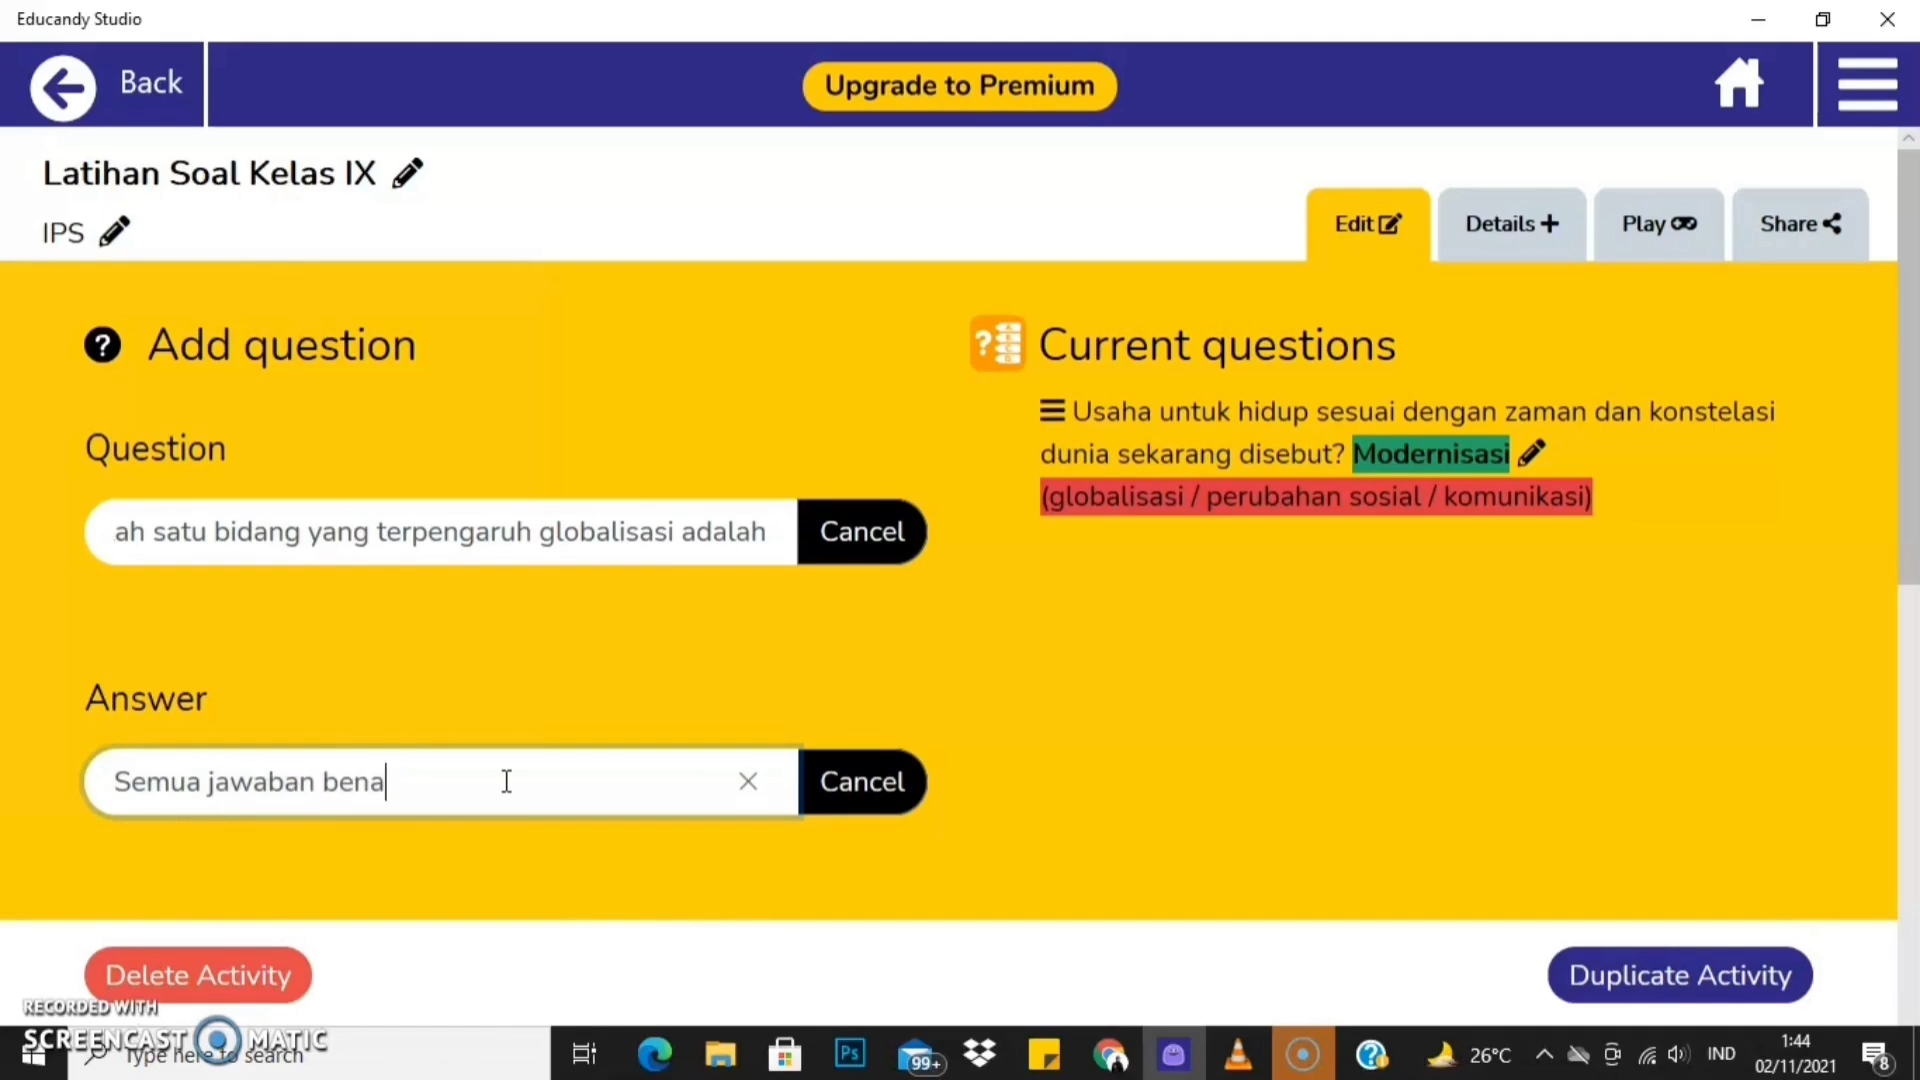 Educandy Studio
Back
Upgrade to Premium
Latihan Soal Kelas IX
IPS
Edit
Details
Play
Share
? Add question
Current questions
Usaha untuk hidup sesuai dengan zaman dan konstelasi
dunia sekarang disebut? Modernisasi
(globalisasi / perubahan sosial / komunikasi)
Question
ah satu bidang yang terpengaruh globalisasi adalah
Cancel
Answer
Semua jawaban bena
Cancel
Delete Activity
Duplicate Activity
RECORDED WITH
SCREENCAST MATIC
Type here to search
Ps
99+
26°C
IND
1:44
02/11/2021
8